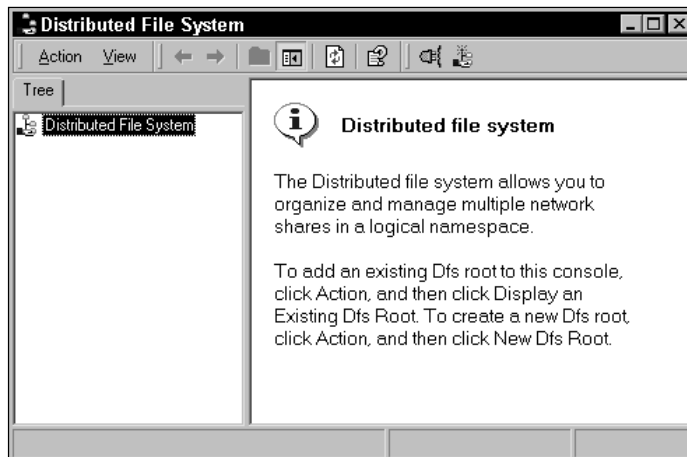 Distributed File System
Action View
Tree
Distributed File System
Distributed file system
The Distributed file system allows you to
organize and manage multiple network
shares in a logical namespace.
To add an existing Dfs root to this console,
click Action, and then click Display an
Existing Dfs Root. To create a new Dfs root,
click Action, and then click New Dfs Root.